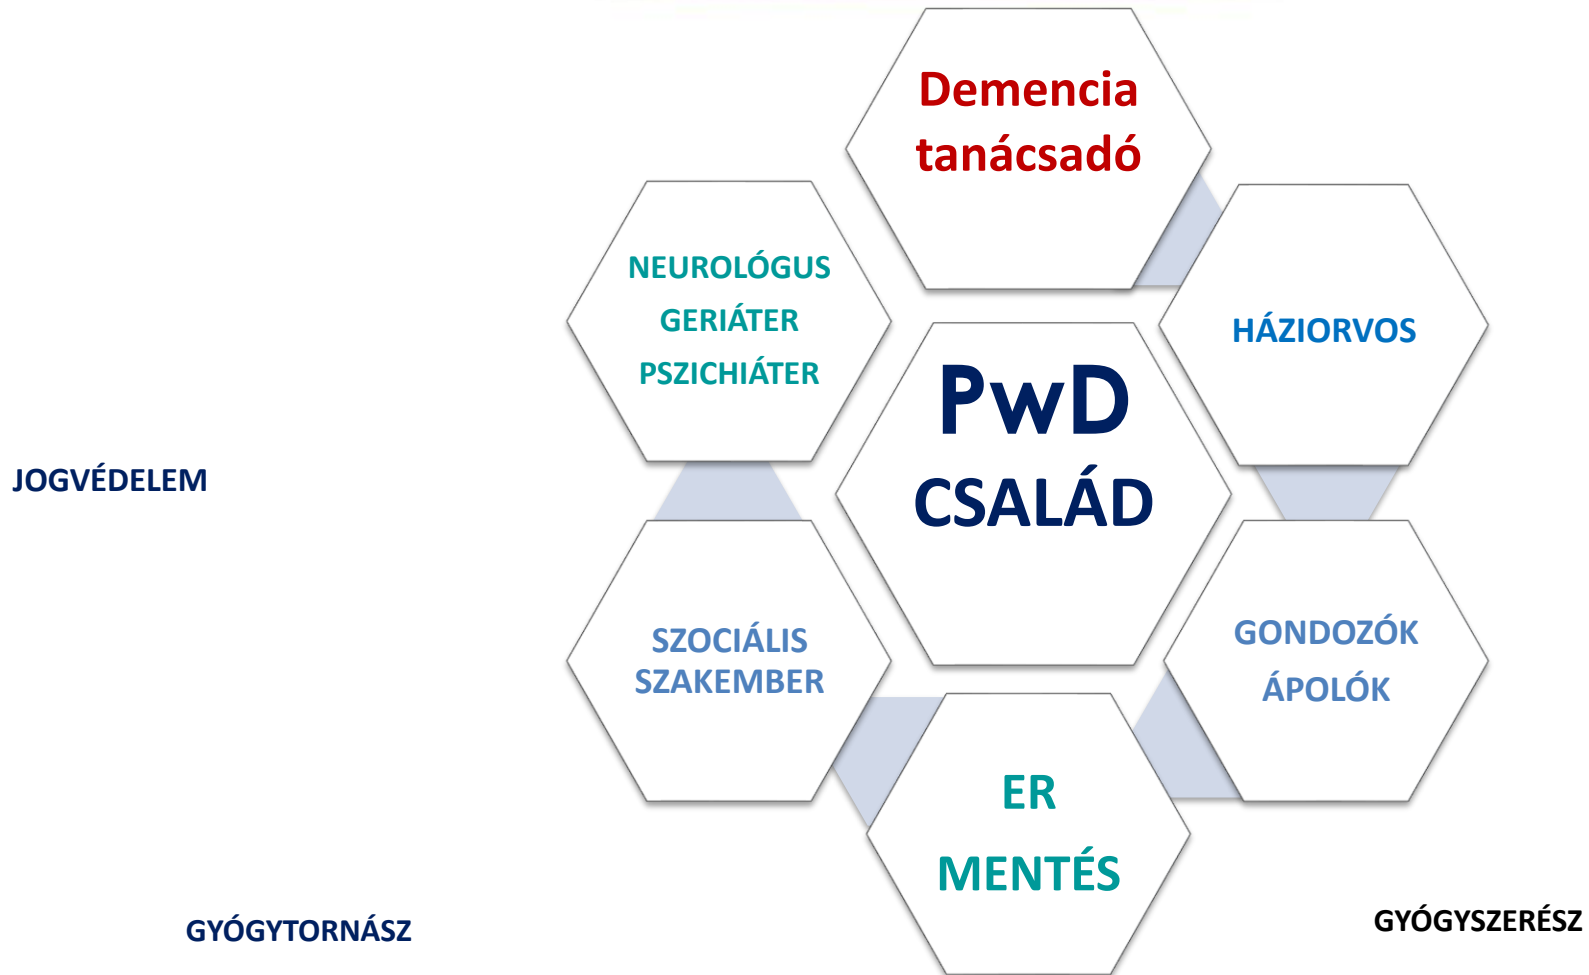 Demencia
tanácsadó
NEUROLÓGUS
GERIÁTER
PSZICHIÁTER
HÁZIORVOS
PwD
CSALÁD
JOGVÉDELEM
SZOCIÁLIS
SZAKEMBER
GONDOZÓK
ÁPOLÓK
ER
MENTÉS
GYÓGYTORNÁSZ
GYÓGYSZERÉSZ